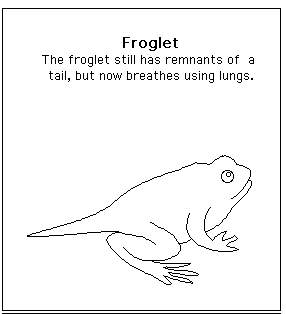 Froglet
The froglet still has remnants of a
tail, but now breathes using lungs.